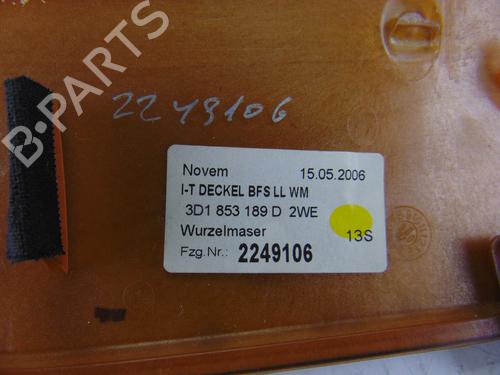 2249106
B-PARTS
Novem 15.05.2006
I-T DECKEL BFS LL WM
3D1 853 189 D 2WE
Wurzelmaser 13S
Fzg.Nr.: 2249106